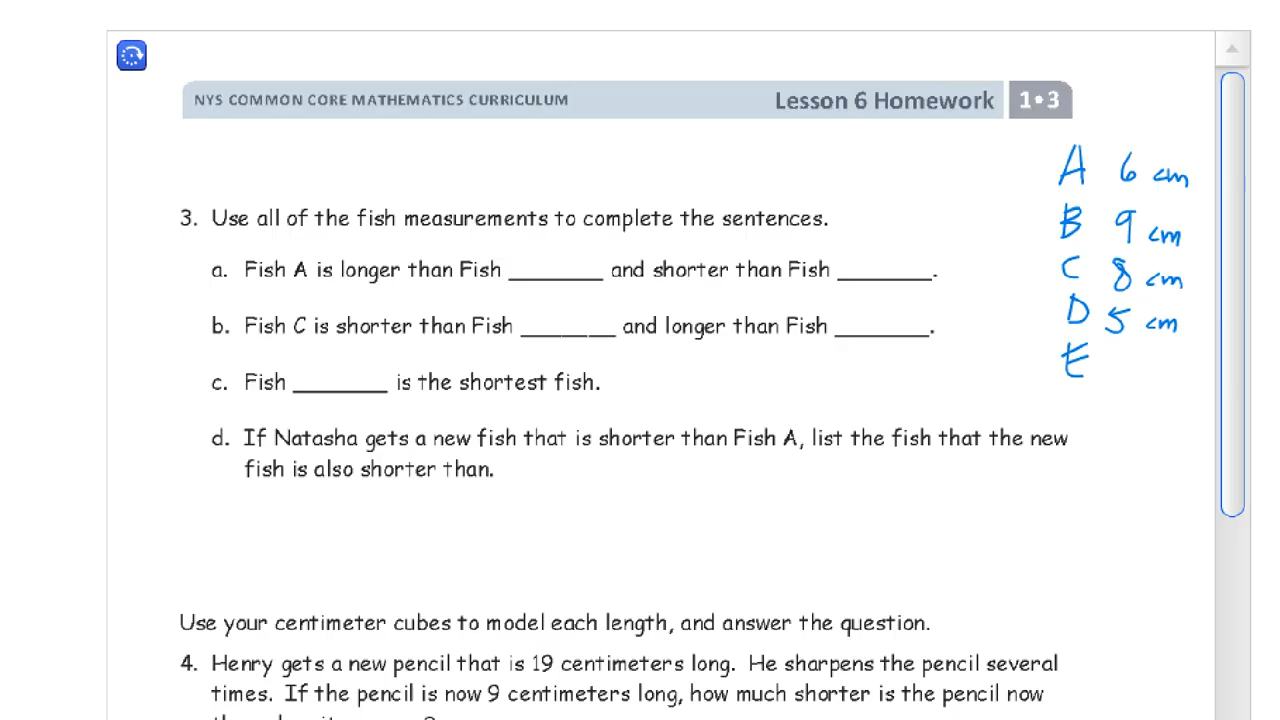 NYS COMMON CORE MATHEMATICS CURRICULUM Lesson 6 Homework 1•3
A 6 cm
B 9 cm
C 8 cm
D 5 cm
E
3. Use all of the fish measurements to complete the sentences.
a. Fish A is longer than Fish ________ and shorter than Fish ________.
b. Fish C is shorter than Fish ________ and longer than Fish ________.
c. Fish ________ is the shortest fish.
d. If Natasha gets a new fish that is shorter than Fish A, list the fish that the new
fish is also shorter than.
Use your centimeter cubes to model each length, and answer the question.
4. Henry gets a new pencil that is 19 centimeters long. He sharpens the pencil several
times. If the pencil is now 9 centimeters long, how much shorter is the pencil now